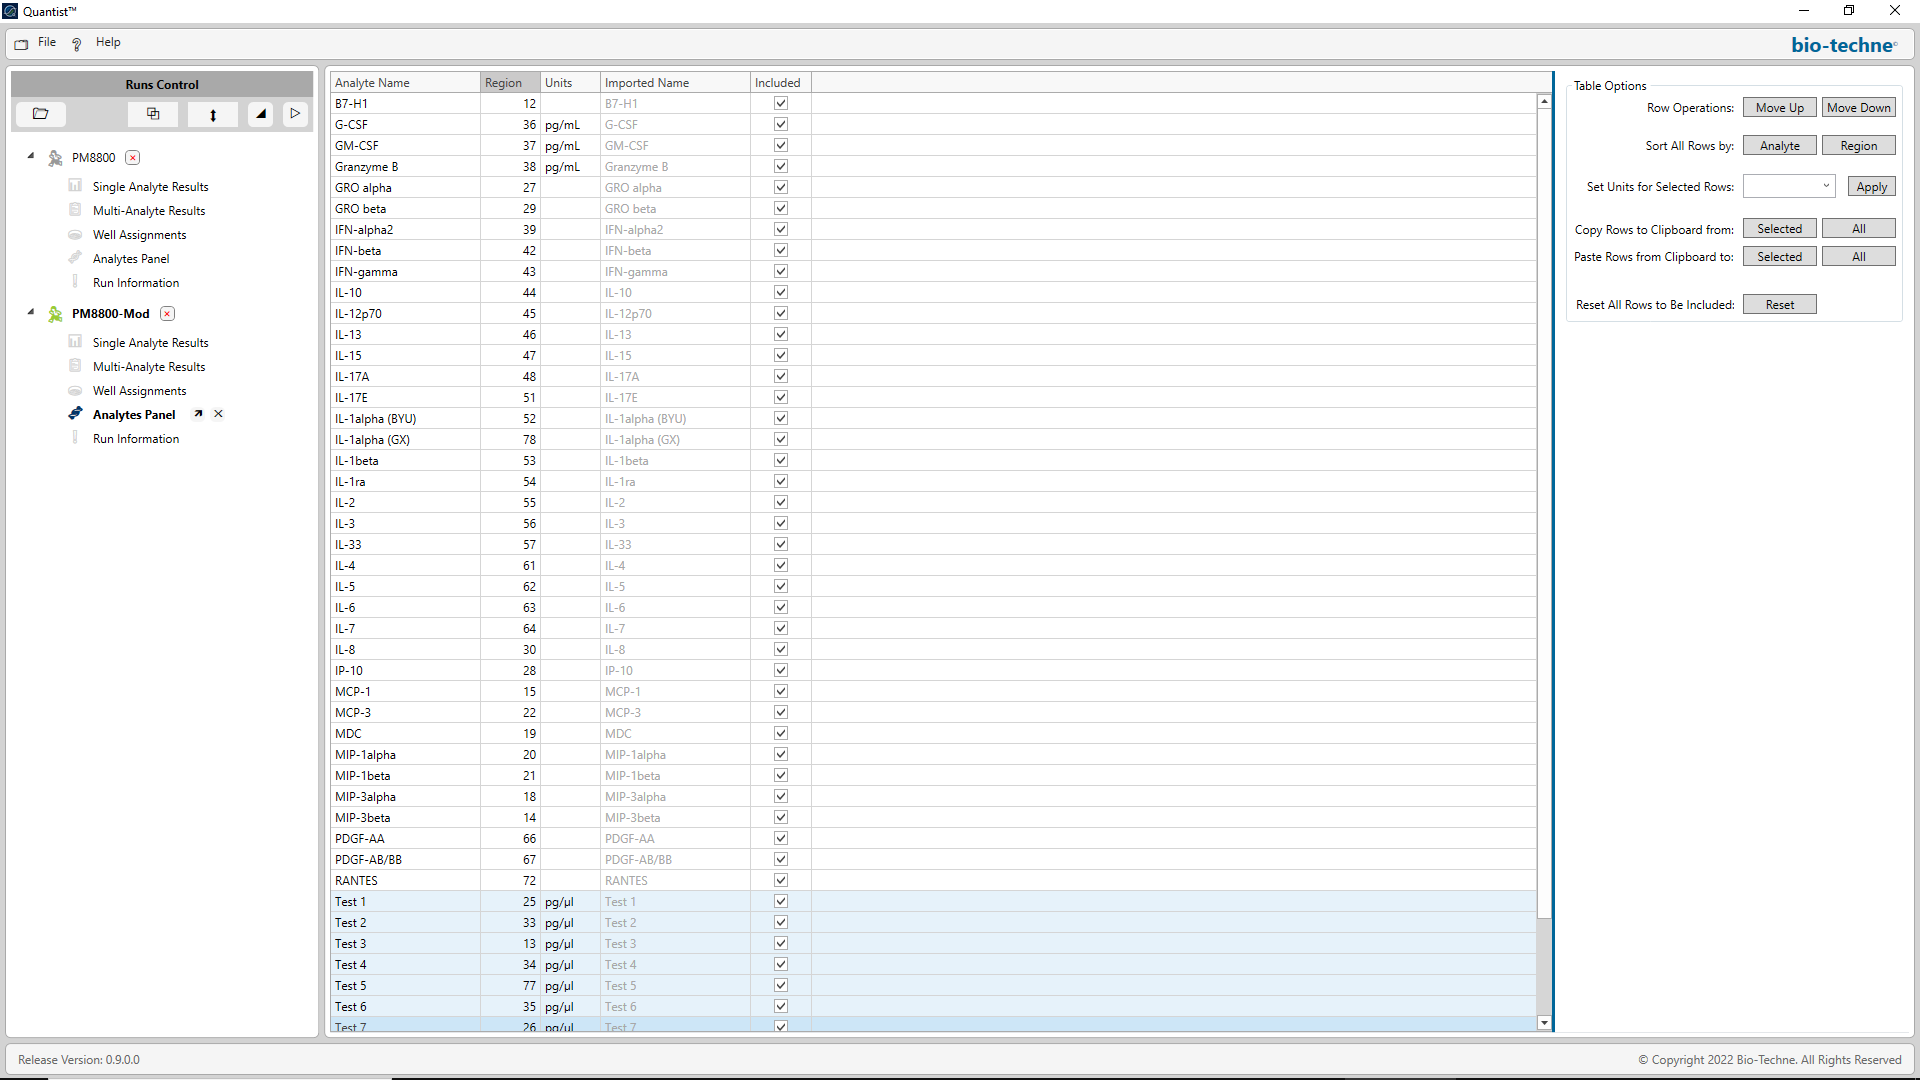 Quantist™
File Help
bio-techne®
Runs Control
PM8800
Single Analyte Results
Multi-Analyte Results
Well Assignments
Analytes Panel
Run Information
PM8800-Mod
Single Analyte Results
Multi-Analyte Results
Well Assignments
Analytes Panel
Run Information
Analyte Name Region Units Imported Name Included
B7-H1 12 B7-H1
G-CSF 36 pg/mL G-CSF
GM-CSF 37 pg/mL GM-CSF
Granzyme B 38 pg/mL Granzyme B
GRO alpha 27 GRO alpha
GRO beta 29 GRO beta
IFN-alpha2 39 IFN-alpha2
IFN-beta 42 IFN-beta
IFN-gamma 43 IFN-gamma
IL-10 44 IL-10
IL-12p70 45 IL-12p70
IL-13 46 IL-13
IL-15 47 IL-15
IL-17A 48 IL-17A
IL-17E 51 IL-17E
IL-1alpha (BYU) 52 IL-1alpha (BYU)
IL-1alpha (GX) 78 IL-1alpha (GX)
IL-1beta 53 IL-1beta
IL-1ra 54 IL-1ra
IL-2 55 IL-2
IL-3 56 IL-3
IL-33 57 IL-33
IL-4 61 IL-4
IL-5 62 IL-5
IL-6 63 IL-6
IL-7 64 IL-7
IL-8 30 IL-8
IP-10 28 IP-10
MCP-1 15 MCP-1
MCP-3 22 MCP-3
MDC 19 MDC
MIP-1alpha 20 MIP-1alpha
MIP-1beta 21 MIP-1beta
MIP-3alpha 18 MIP-3alpha
MIP-3beta 14 MIP-3beta
PDGF-AA 66 PDGF-AA
PDGF-AB/BB 67 PDGF-AB/BB
RANTES 72 RANTES
Test 1 25 pg/µl Test 1
Test 2 33 pg/µl Test 2
Test 3 13 pg/µl Test 3
Test 4 34 pg/µl Test 4
Test 5 77 pg/µl Test 5
Test 6 35 pg/µl Test 6
Test 7 26 pg/µl Test 7
Table Options
Row Operations: Move Up Move Down
Sort All Rows by: Analyte Region
Set Units for Selected Rows: Apply
Copy Rows to Clipboard from: Selected All
Paste Rows from Clipboard to: Selected All
Reset All Rows to Be Included: Reset
Release Version: 0.9.0.0
© Copyright 2022 Bio-Techne. All Rights Reserved